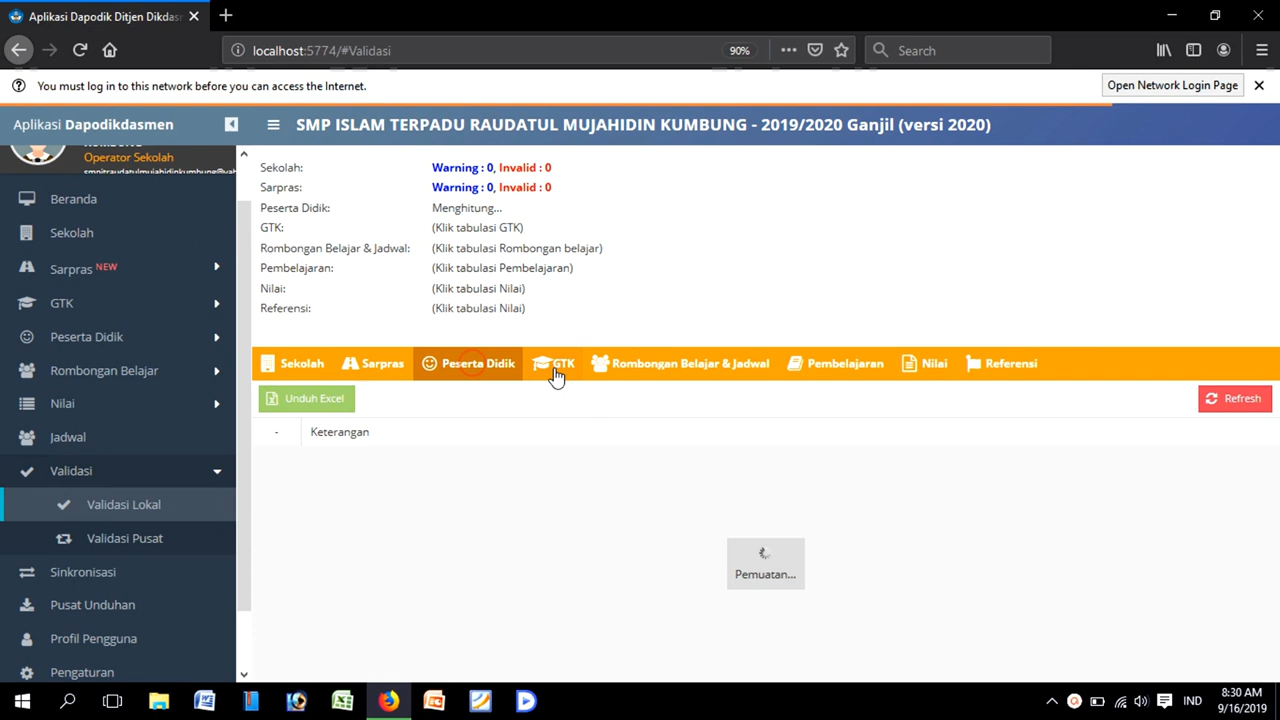 Aplikasi Dapodik Ditjen Dikdas
localhost:5774/#Validasi
90%
Search
You must log in to this network before you can access the Internet.
Open Network Login Page
Aplikasi Dapodikdasmen
SMP ISLAM TERPADU RAUDATUL MUJAHIDIN KUMBUNG - 2019/2020 Ganjil (versi 2020)
Operator Sekolah
Beranda
Sekolah
Sarpras NEW
GTK
Peserta Didik
Rombongan Belajar
Nilai
Jadwal
Validasi
Validasi Lokal
Validasi Pusat
Sinkronisasi
Pusat Unduhan
Profil Pengguna
Pengaturan
Sekolah: Warning : 0, Invalid : 0
Sarpras: Warning : 0, Invalid : 0
Peserta Didik: Menghitung...
GTK: (Klik tabulasi GTK)
Rombongan Belajar & Jadwal: (Klik tabulasi Rombongan belajar)
Pembelajaran: (Klik tabulasi Pembelajaran)
Nilai: (Klik tabulasi Nilai)
Referensi: (Klik tabulasi Nilai)
Sekolah Sarpras Peserta Didik GTK Rombongan Belajar & Jadwal Pembelajaran Nilai Referensi
Unduh Excel Refresh
- Keterangan
Pemuatan...
IND
8:30 AM
9/16/2019